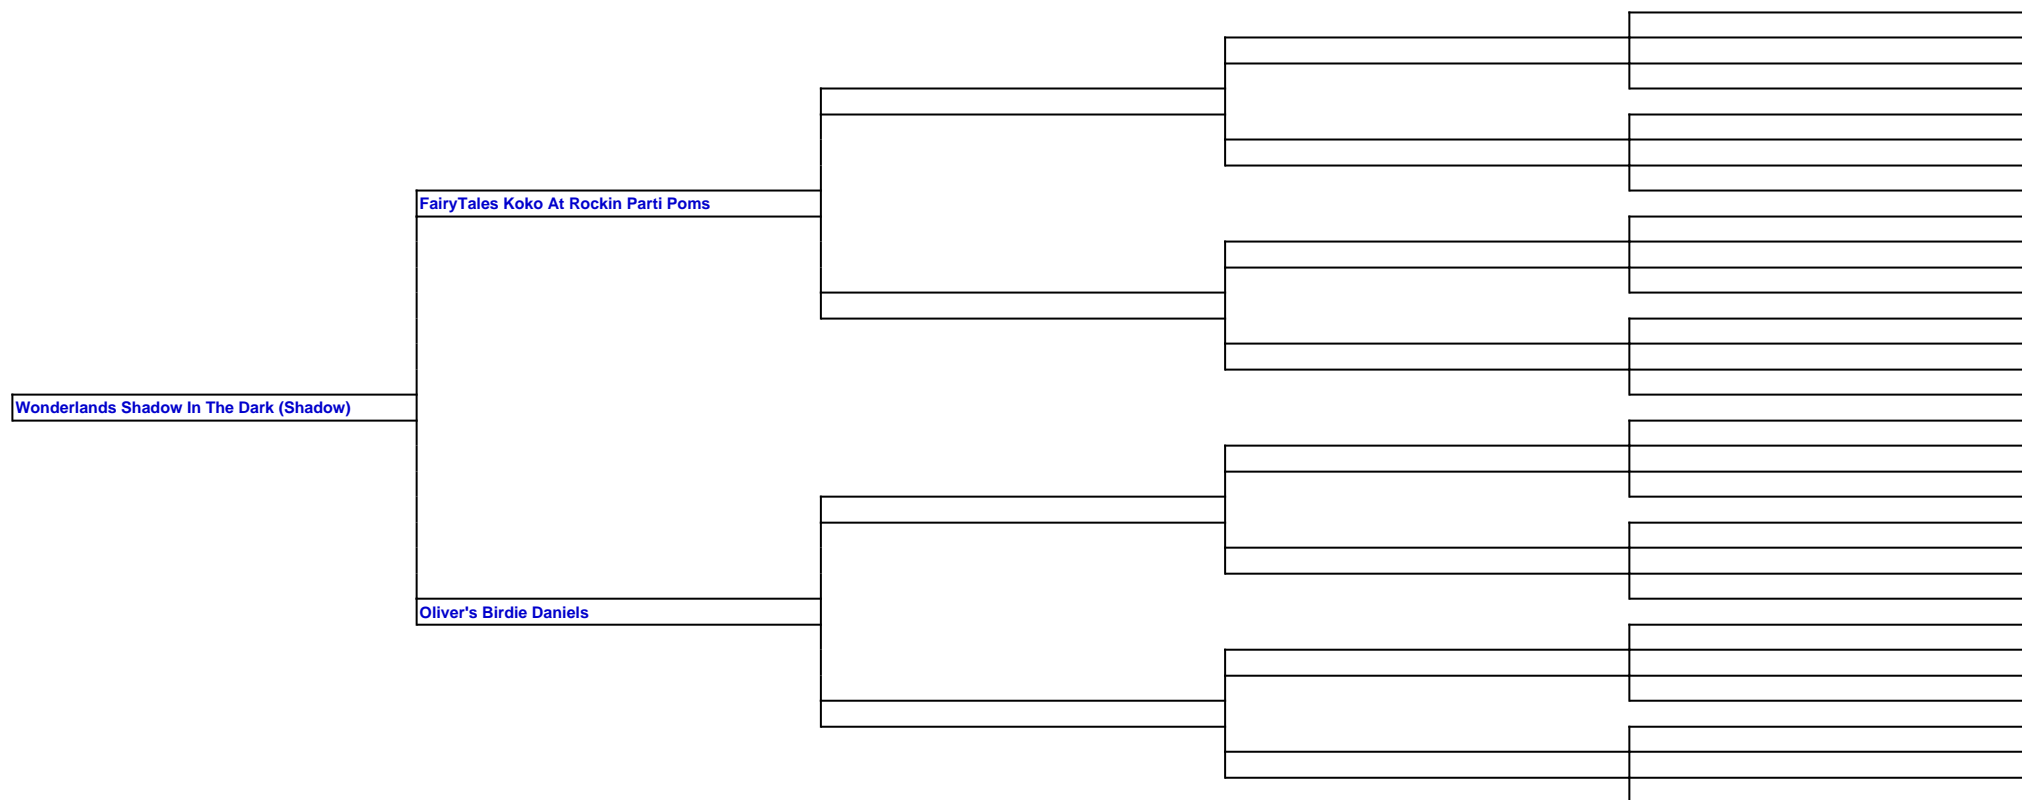 FairyTales Koko At Rockin Parti Poms
Wonderlands Shadow In The Dark (Shadow)
Oliver's Birdie Daniels